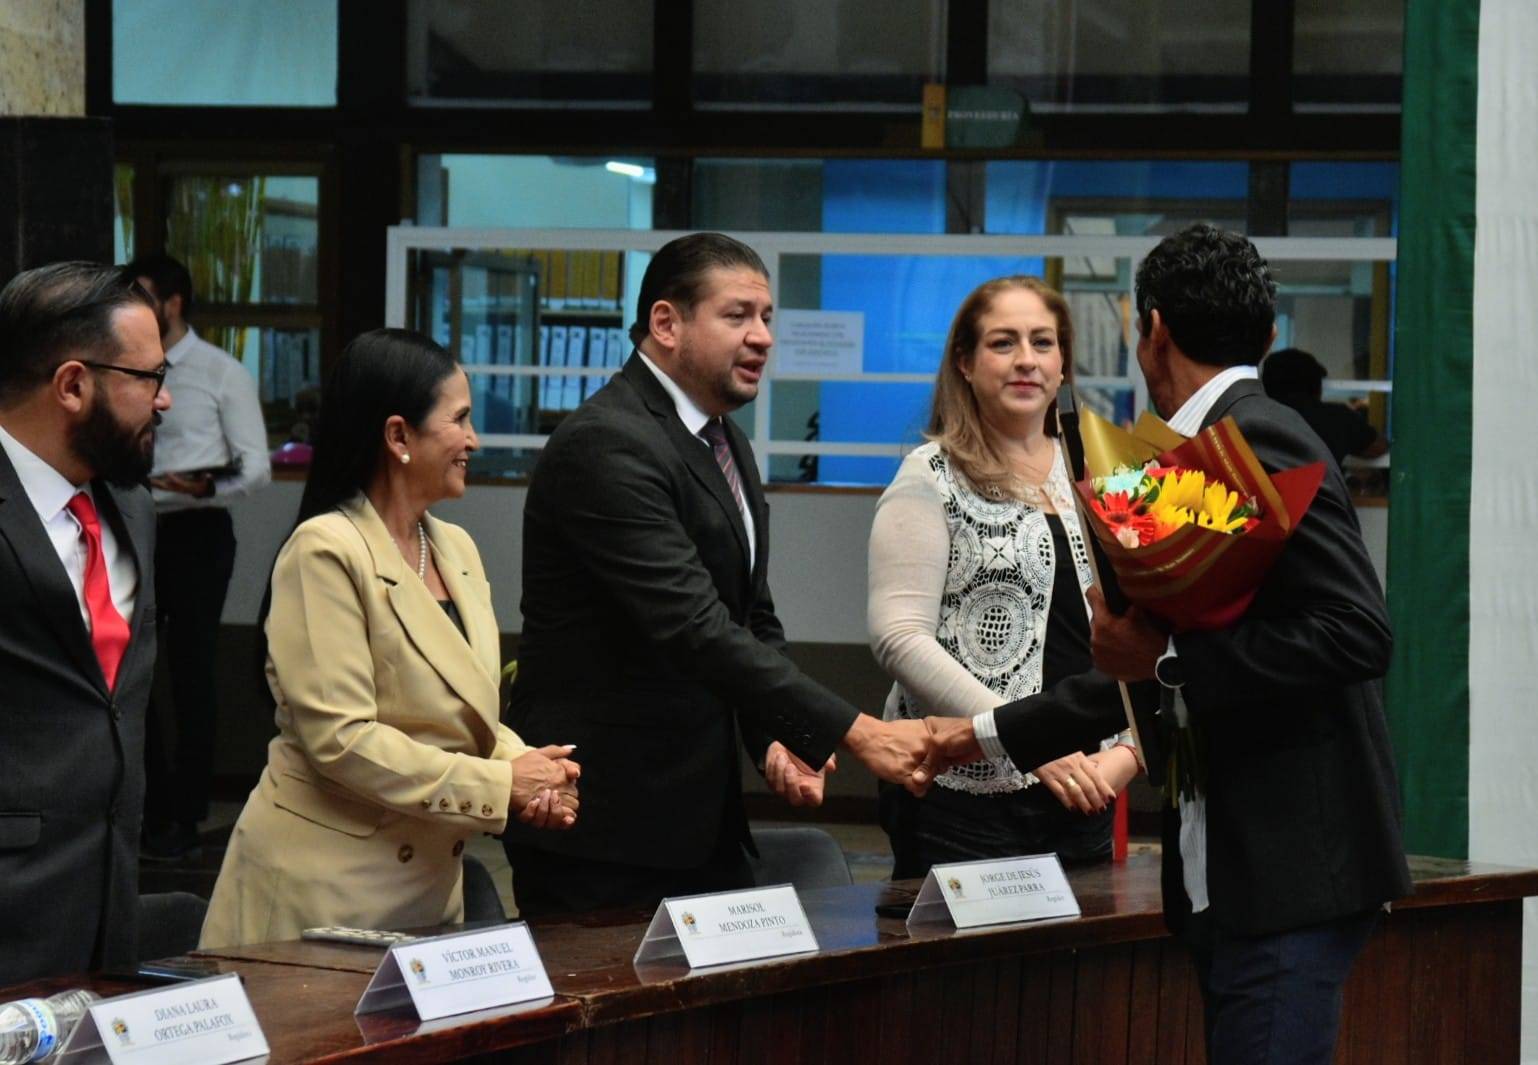 PROVEEDURÍA
JORGE DE JESÚS
JUÁREZ PARRA
Regidor
MARISOL
MENDOZA PINTO
Regidora
VÍCTOR MANUEL
MONROY RIVERA
Regidor
DIANA LAURA
ORTEGA PALAFOX
Regidora